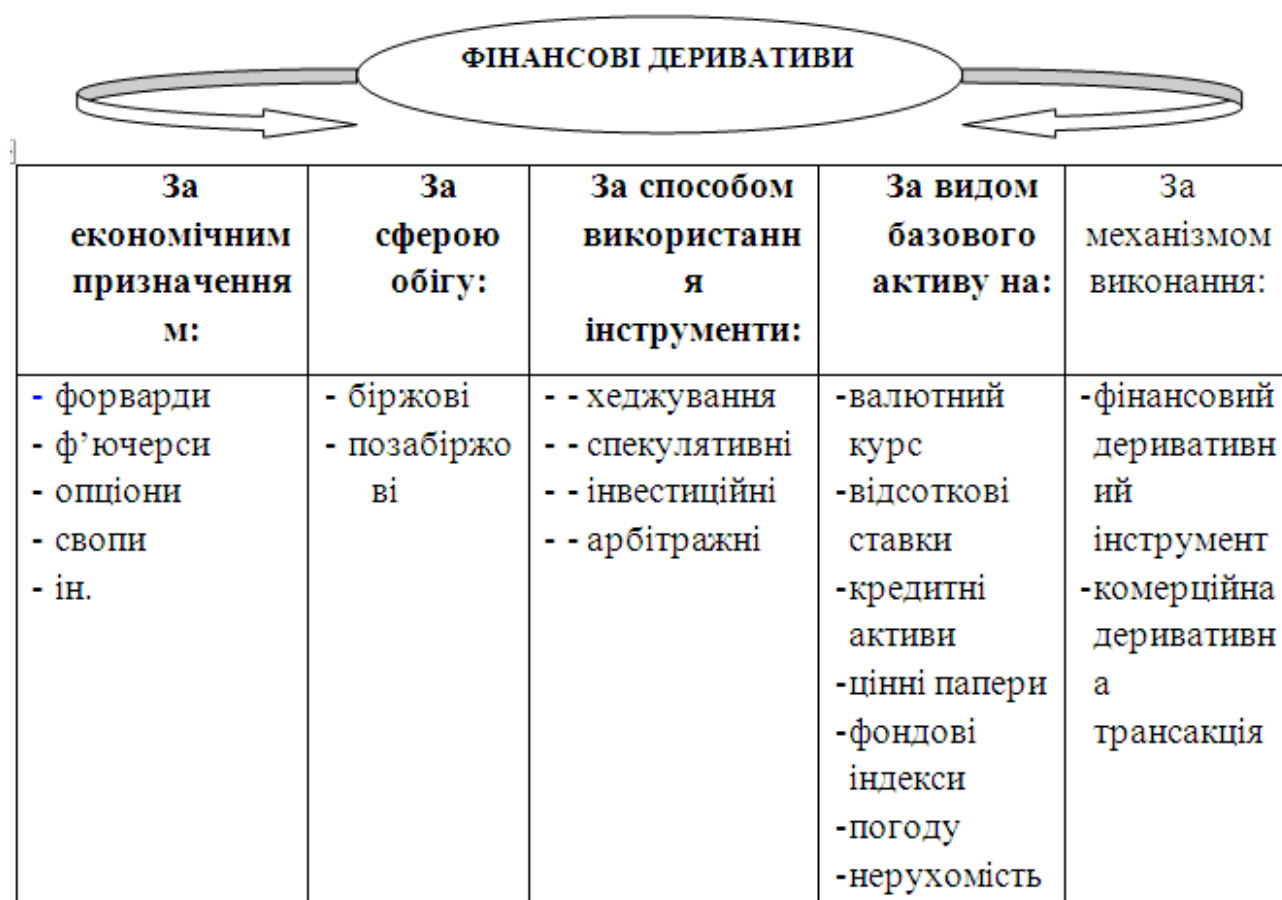 ФІНАНСОВІ ДЕРИВАТИВИ
За
економічним
призначення
м:
За
сферою
обігу:
За способом
використанн
я
інструменти:
За видом
базового
активу на:
За
механізмом
виконання:
- форварди
- ф’ючерси
- опціони
- свопи
- ін.
- біржові
- позабіржо
ві
- - хеджування
- - спекулятивні
- - інвестиційні
- - арбітражні
-валютний
курс
-відсоткові
ставки
-кредитні
активи
-цінні папери
-фондові
індекси
-погоду
-нерухомість
-фінансовий
деривативн
ий
інструмент
-комерційна
деривативн
а
трансакція